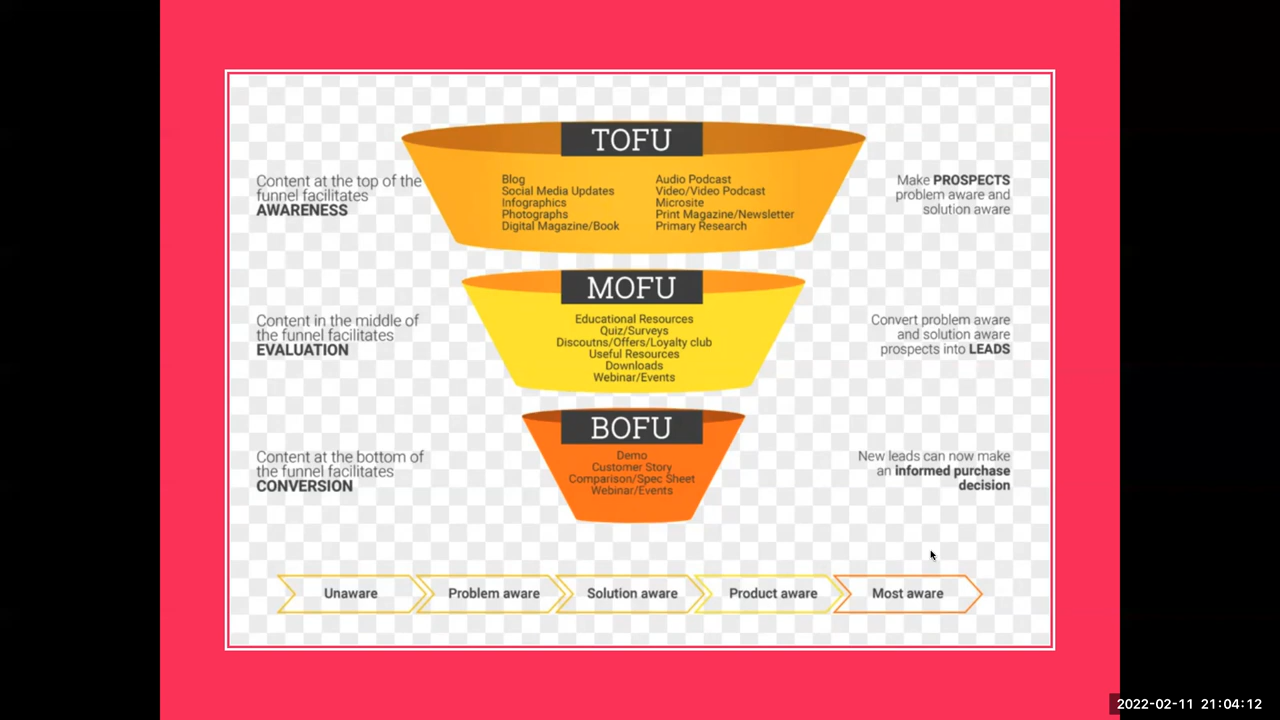 TOFU
Content at the top of the
funnel facilitates
AWARENESS
Blog
Social Media Updates
Infographics
Photographs
Digital Magazine/Book
Audio Podcast
Video/Video Podcast
Microsite
Print Magazine/Newsletter
Primary Research
Make PROSPECTS
problem aware and
solution aware
MOFU
Content in the middle of
the funnel facilitates
EVALUATION
Educational Resources
Quiz/Surveys
Discoutns/Offers/Loyalty club
Useful Resources
Downloads
Webinar/Events
Convert problem aware
and solution aware
prospects into LEADS
BOFU
Content at the bottom of
the funnel facilitates
CONVERSION
Demo
Customer Story
Comparison/Spec Sheet
Webinar/Events
New leads can now make
an informed purchase
decision
Unaware
Problem aware
Solution aware
Product aware
Most aware
2022-02-11 21:04:12